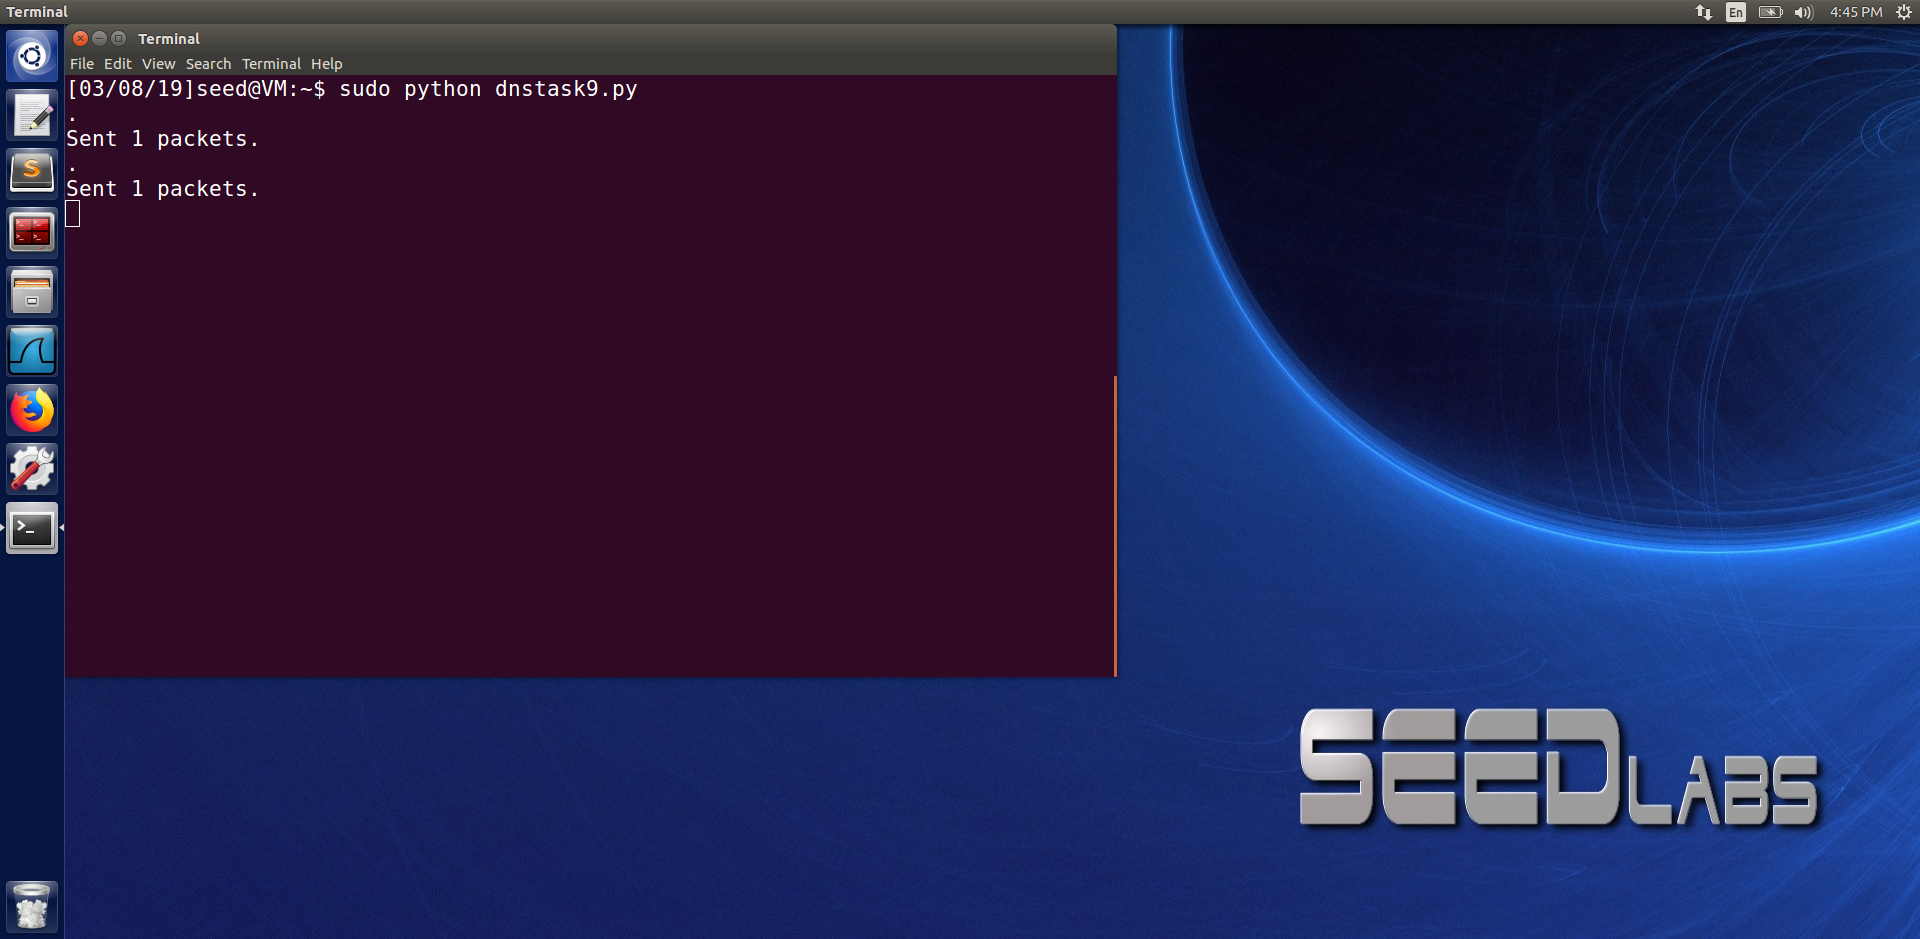 Terminal
En
4:45 PM
Terminal
File Edit View Search Terminal Help
[03/08/19]seed@VM:~$ sudo python dnstask9.py
.
Sent 1 packets.
.
Sent 1 packets.
S
SEEDLABS